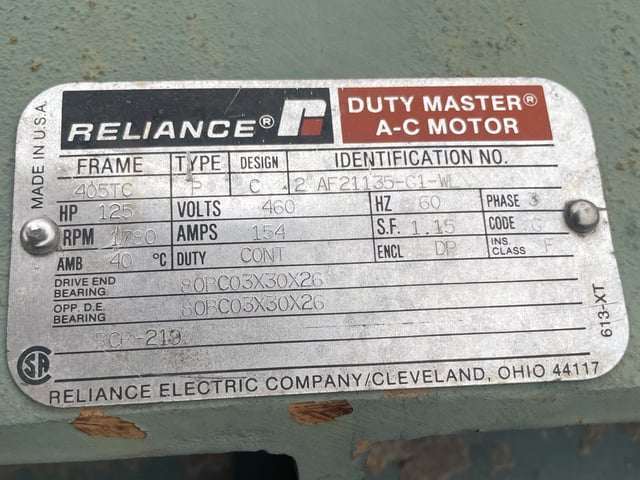 MADE IN U.S.A.
RELIANCE®
DUTY MASTER®
A-C MOTOR
FRAME TYPE DESIGN IDENTIFICATION NO.
405TC P C 2 AF21135-G1-WL
HP 125 VOLTS 460 HZ 60 PHASE 3
RPM 1780 AMPS 154 S.F. 1.15 CODE G
AMB 40 °C DUTY CONT ENCL DP INS. CLASS F
DRIVE END BEARING 80BC03X30X26
OPP. D.E. BEARING 80BC03X30X26
613-XT
SA
RELIANCE ELECTRIC COMPANY/CLEVELAND, OHIO 44117